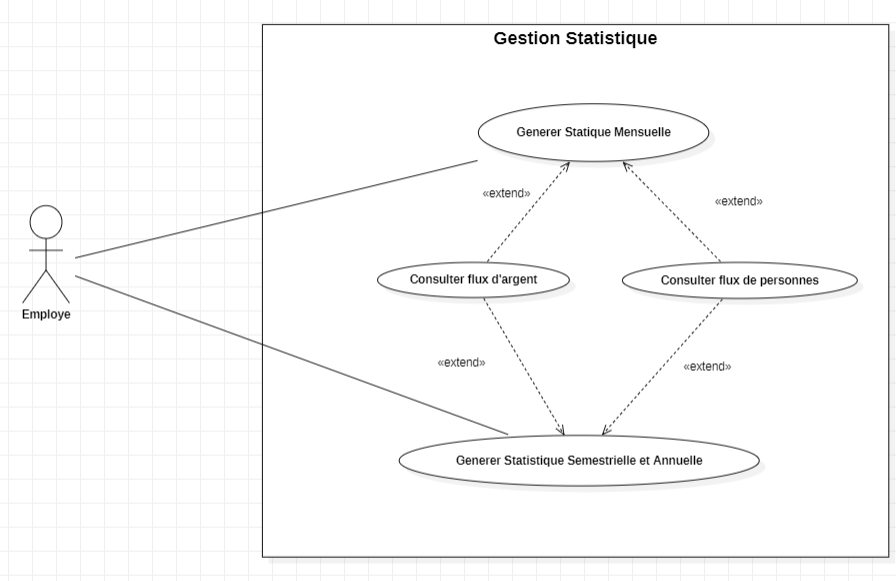 Gestion Statistique
Generer Statique Mensuelle
«extend»
«extend»
Consulter flux d'argent
Consulter flux de personnes
Employe
«extend»
«extend»
Generer Statistique Semestrielle et Annuelle